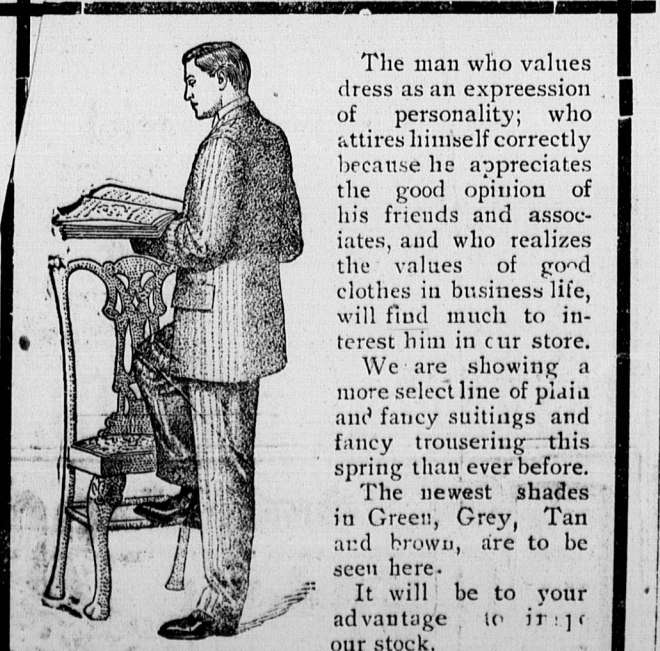 The man who values
dress as an expreession
of personality; who
attires himself correctly
because he appreciates
the good opinion of
his friends and assoc-
iates, and who realizes
the values of good
clothes in business life,
will find much to in-
terest him in our store.
We are showing a
more select line of plain
and fancy suitings and
fancy trousering this
spring than ever before.
The newest shades
in Green, Grey, Tan
and brown, are to be
seen here.
It will be to your
advantage to
our stock.